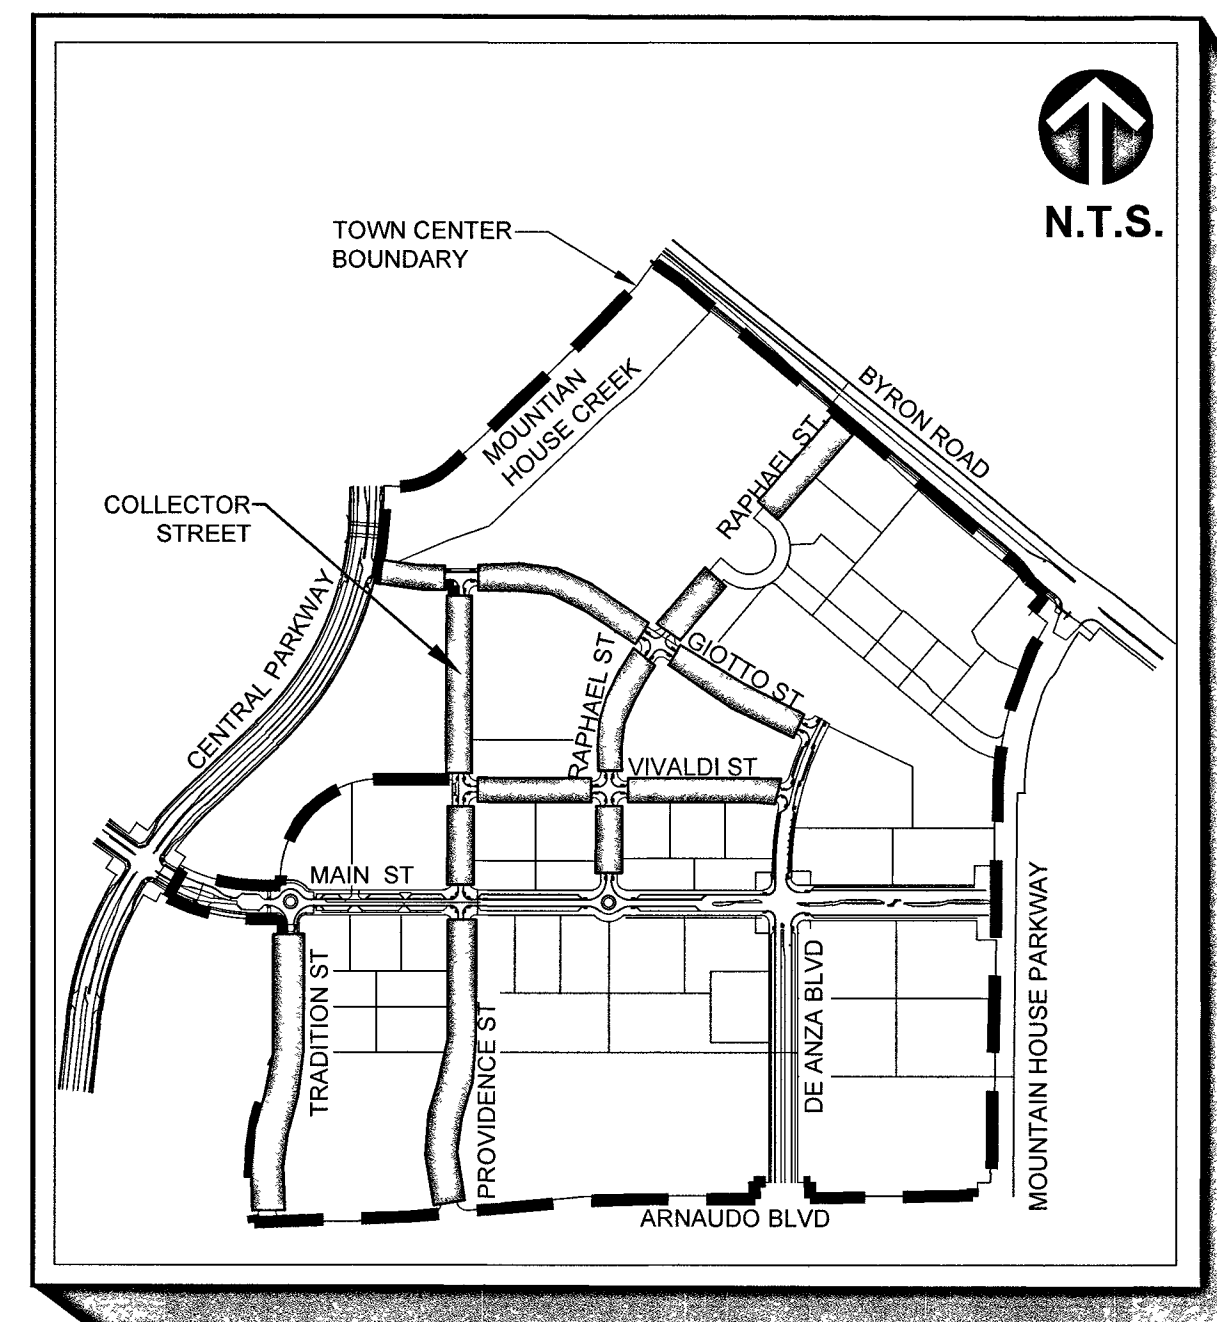 N.T.S.
TOWN CENTER
BOUNDARY
BYRON ROAD
MOUNTIAN
HOUSE CREEK
RAPHAEL ST.
COLLECTOR
STREET
CENTRAL PARKWAY
RAPHAEL ST
GIOTTO ST
VIVALDI ST
MAIN ST
TRADITION ST
PROVIDENCE ST
DE ANZA BLVD
MOUNTAIN HOUSE PARKWAY
ARNAUDO BLVD